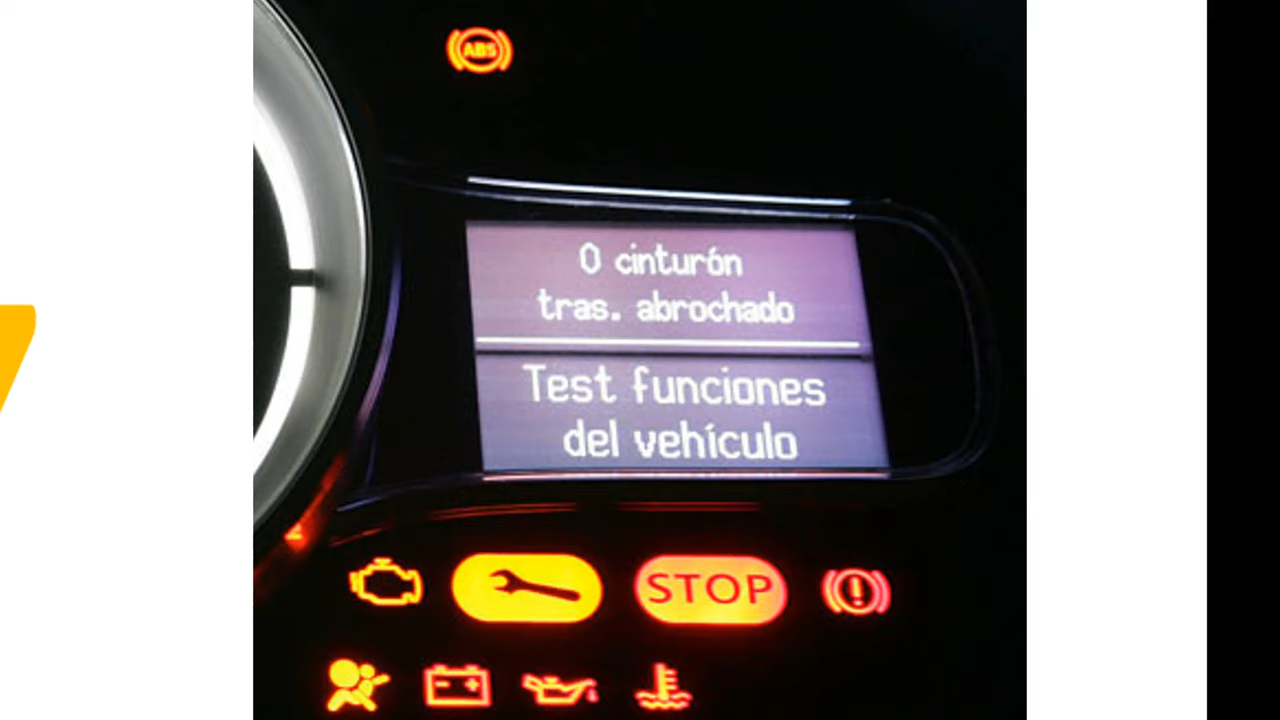 ABS
0 cinturón
tras. abrochado
Test funciones
del vehículo
STOP